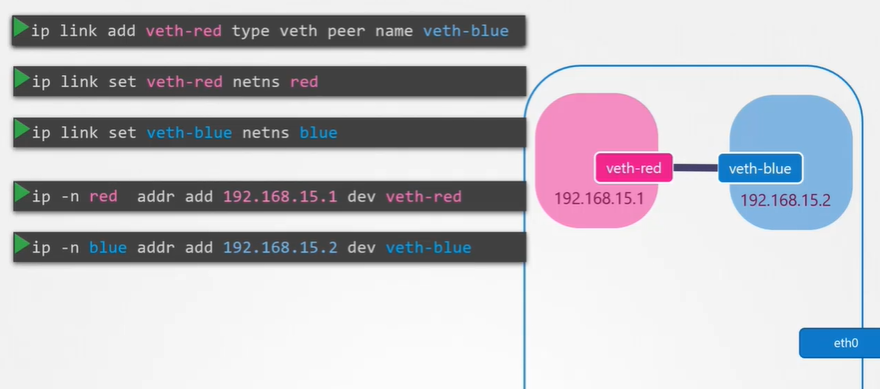 ip link add veth-red type veth peer name veth-blue
ip link set veth-red netns red
ip link set veth-blue netns blue
ip -n red  addr add 192.168.15.1 dev veth-red
ip -n blue addr add 192.168.15.2 dev veth-blue
veth-red
veth-blue
192.168.15.1
192.168.15.2
eth0